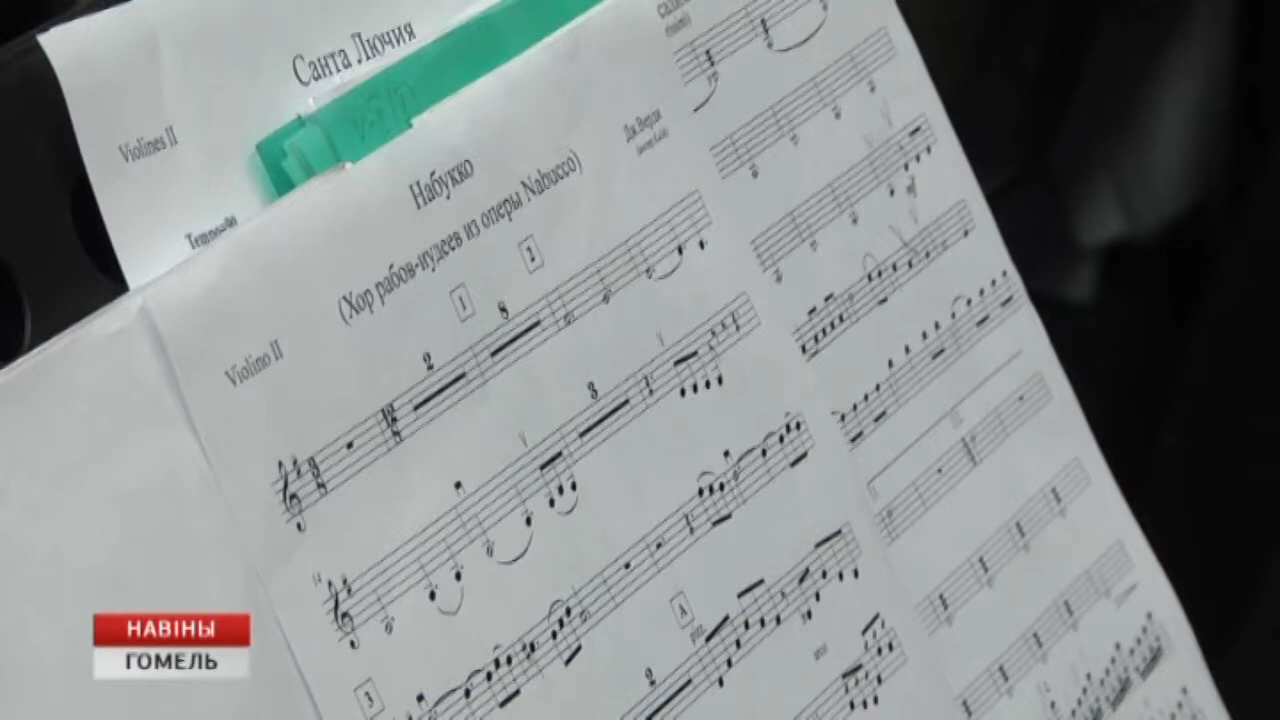 Санта Лючия
Violines II
Набукко
(Хор рабов-иудеев из оперы Nabucco)
Дж Верди
Violino II
1
2
2
8
3
14
3
A
2
НАВІНЫ
ГОМЕЛЬ